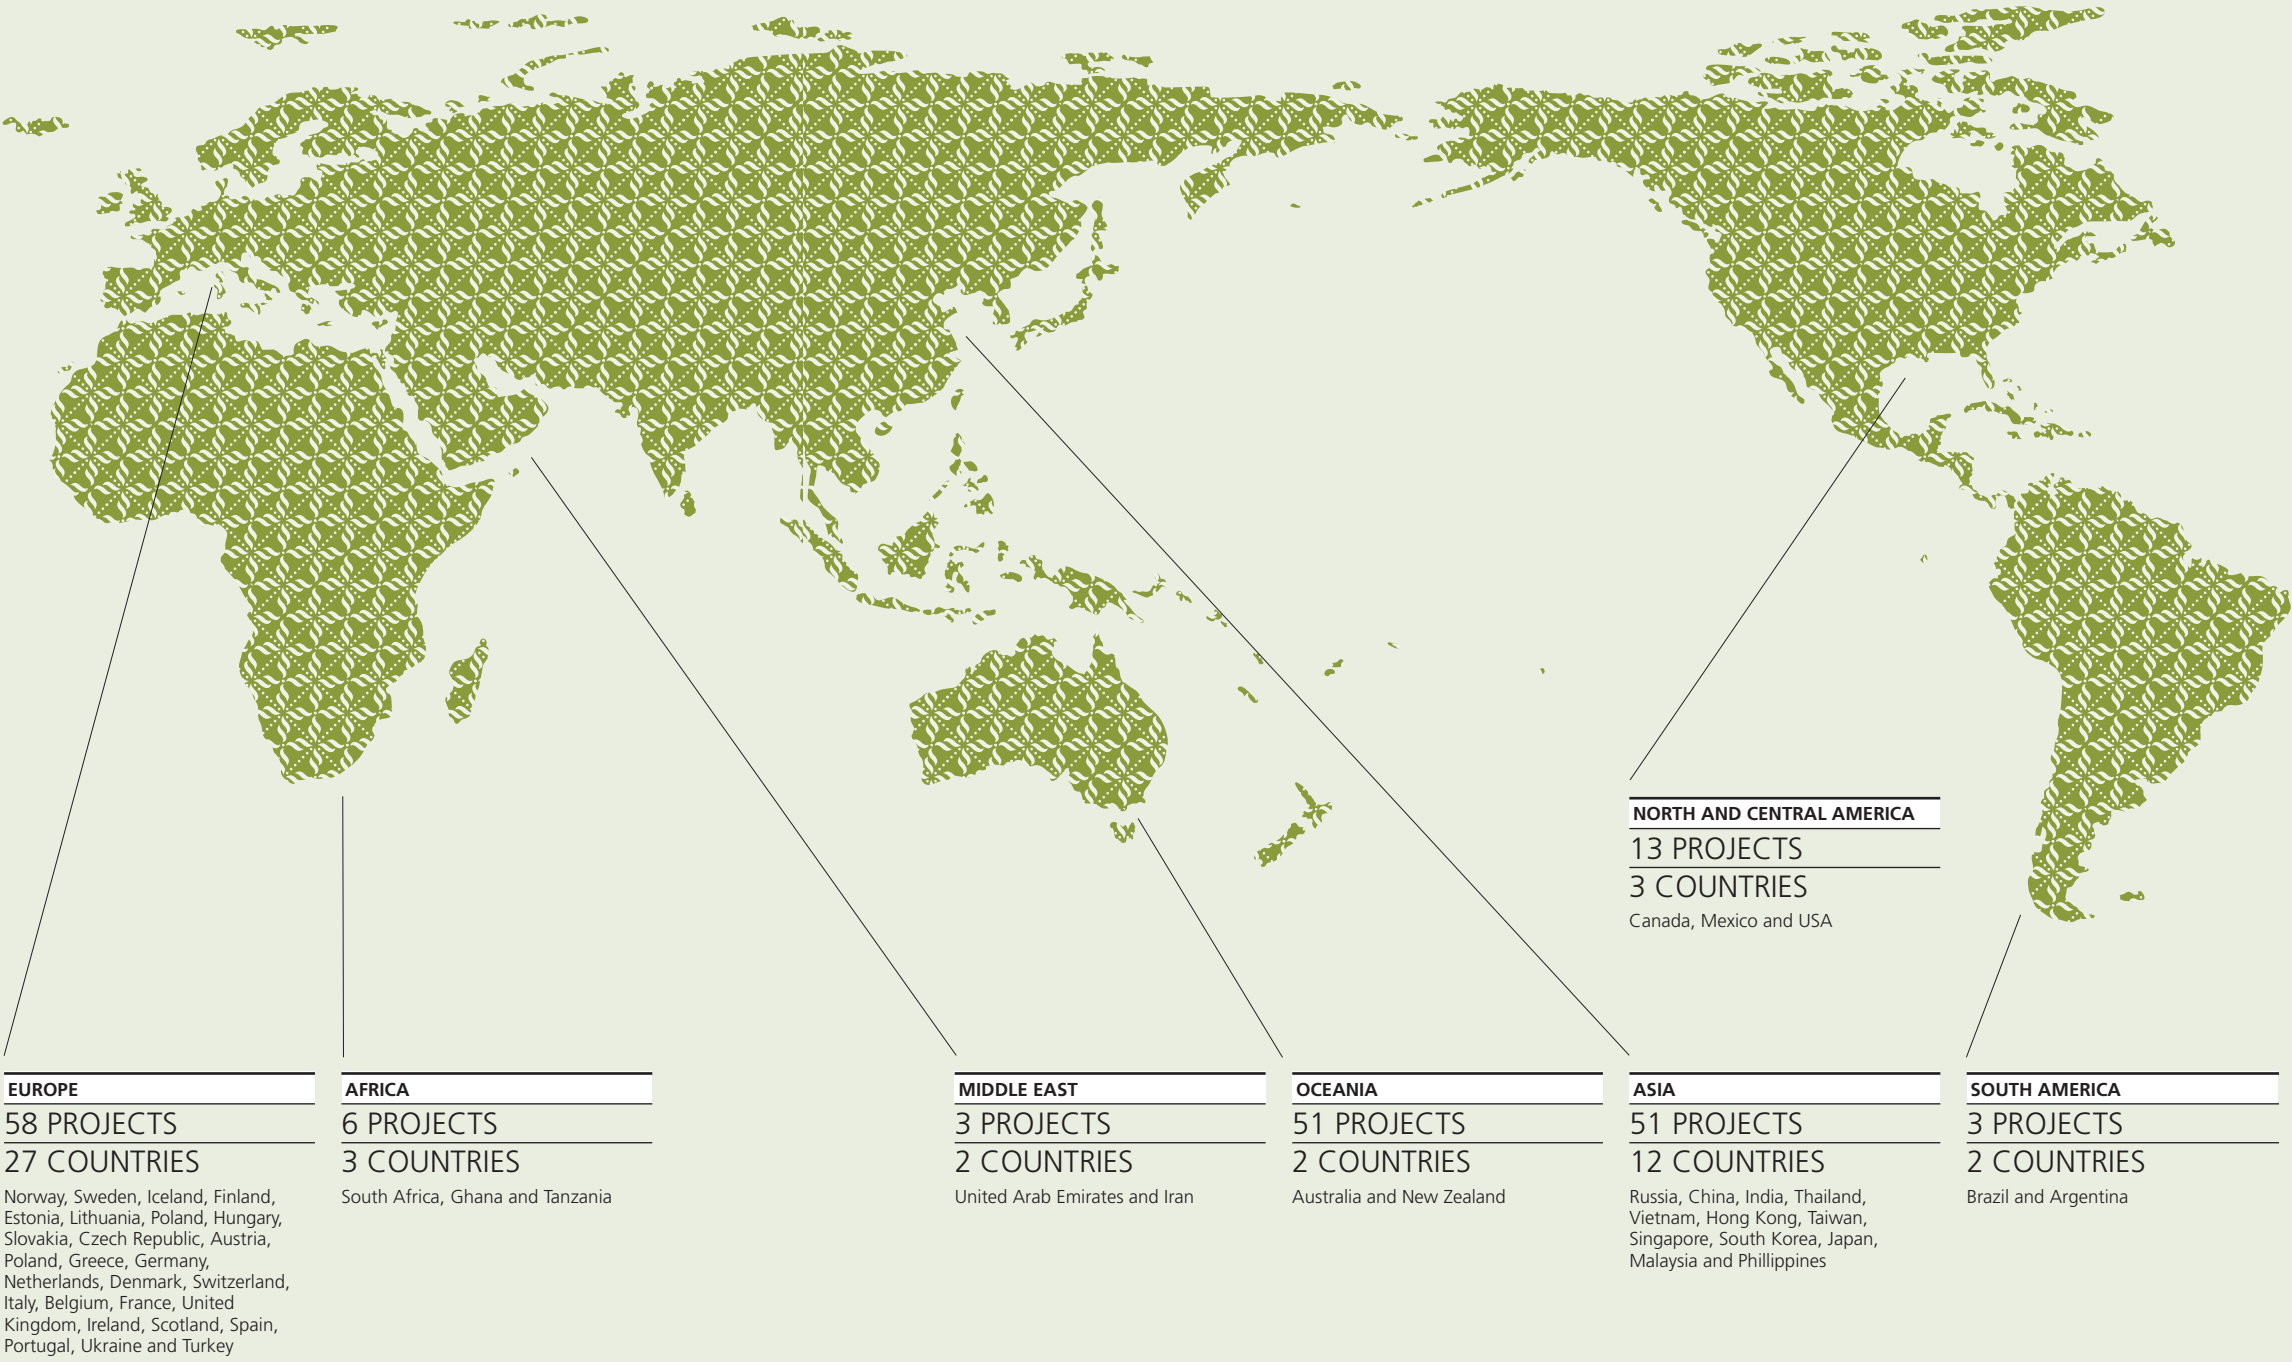 NORTH AND CENTRAL AMERICA
13 PROJECTS
3 COUNTRIES
Canada, Mexico and USA
EUROPE
58 PROJECTS
27 COUNTRIES
Norway, Sweden, Iceland, Finland,
Estonia, Lithuania, Poland, Hungary,
Slovakia, Czech Republic, Austria,
Poland, Greece, Germany,
Netherlands, Denmark, Switzerland,
Italy, Belgium, France, United
Kingdom, Ireland, Scotland, Spain,
Portugal, Ukraine and Turkey
AFRICA
6 PROJECTS
3 COUNTRIES
South Africa, Ghana and Tanzania
MIDDLE EAST
3 PROJECTS
2 COUNTRIES
United Arab Emirates and Iran
OCEANIA
51 PROJECTS
2 COUNTRIES
Australia and New Zealand
ASIA
51 PROJECTS
12 COUNTRIES
Russia, China, India, Thailand,
Vietnam, Hong Kong, Taiwan,
Singapore, South Korea, Japan,
Malaysia and Phillippines
SOUTH AMERICA
3 PROJECTS
2 COUNTRIES
Brazil and Argentina